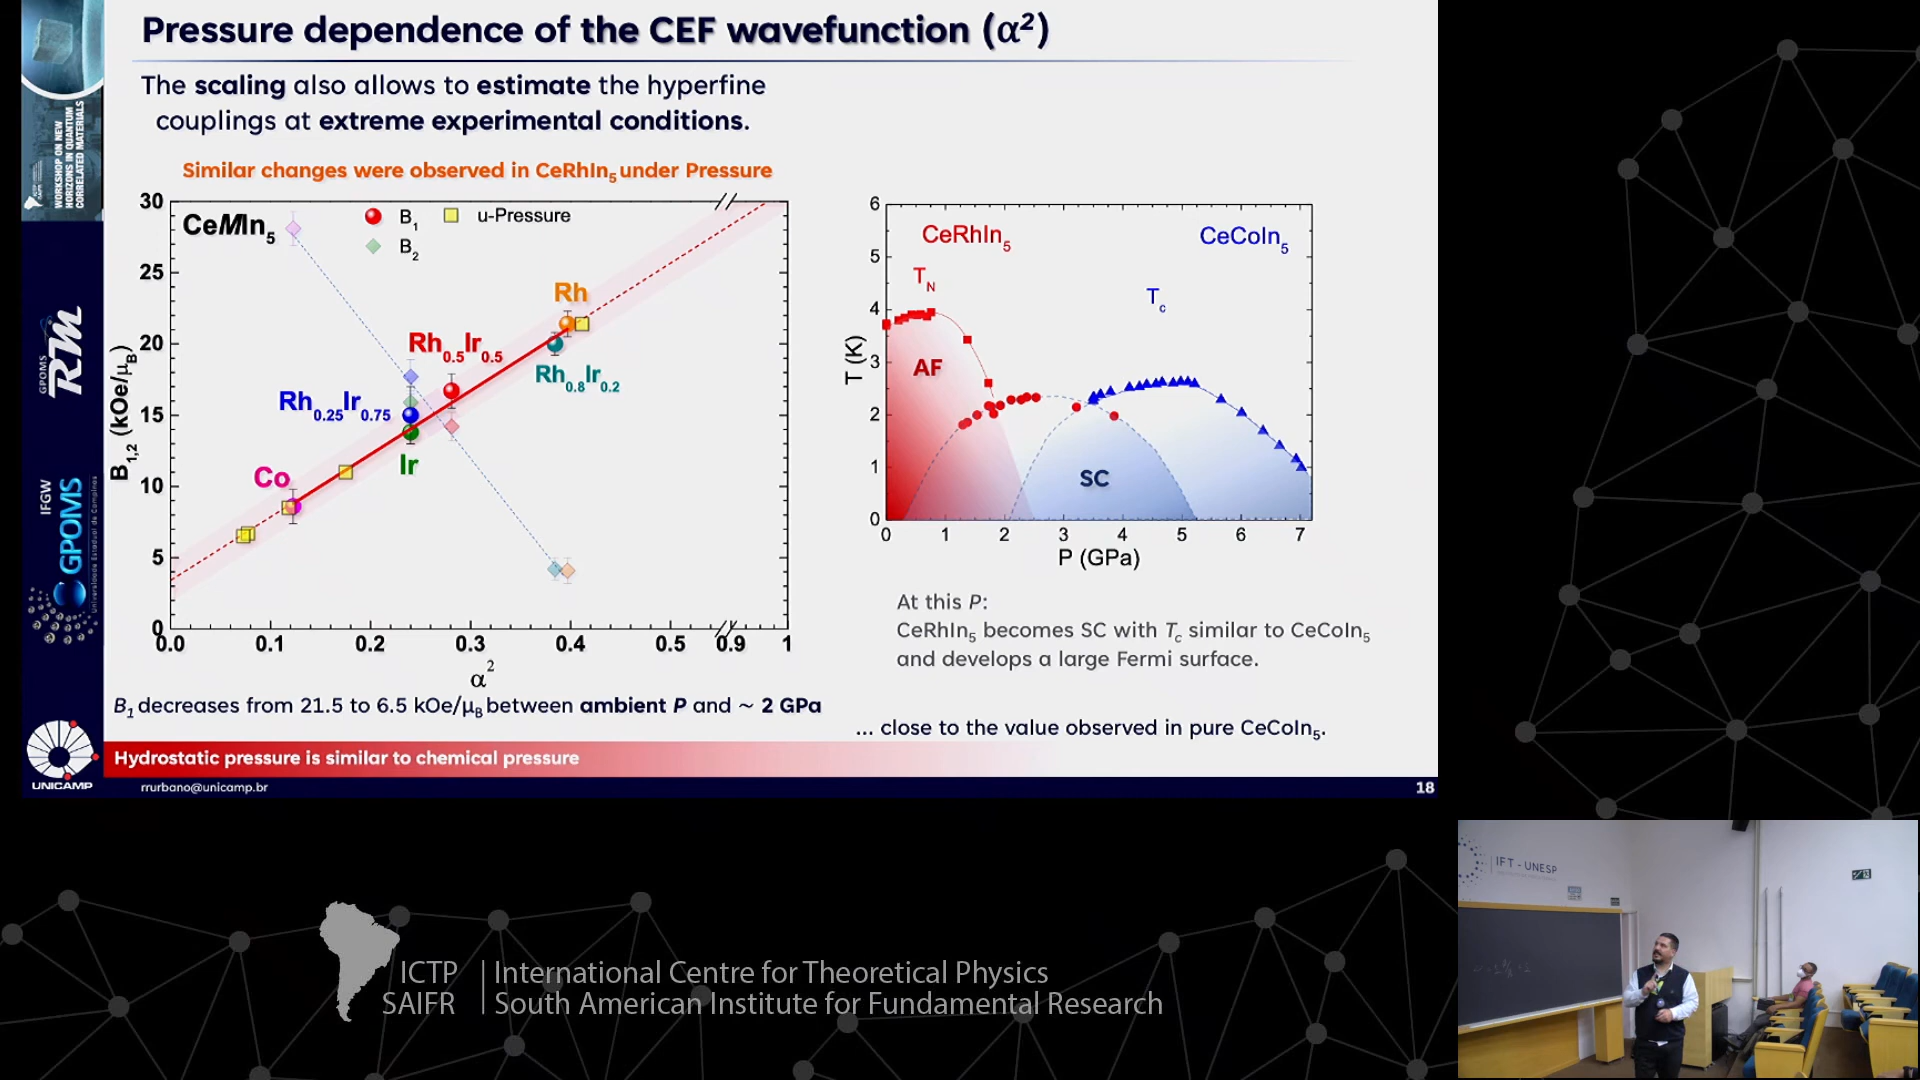 Pressure dependence of the CEF wavefunction (α²)
The scaling also allows to estimate the hyperfine
couplings at extreme experimental conditions.
Similar changes were observed in CeRhIn₅ under Pressure
WORKSHOP ON NEW
HORIZONS IN QUANTUM
CORRELATED MATERIALS
GPOMS
RM
IFGW
GPOMS
Universidade Estadual de Campinas
UNICAMP
CeMIn₅
B₁
u-Pressure
B₂
30
25
20
15
10
5
0
B₁,₂ (kOe/μB)
Rh
Rh₀.₅Ir₀.₅
Rh₀.₈Ir₀.₂
Rh₀.₂₅Ir₀.₇₅
Ir
Co
0.0 0.1 0.2 0.3 0.4 0.5 0.9 1
α²
B₁ decreases from 21.5 to 6.5 kOe/μB between ambient P and ~ 2 GPa
6
5
4
3
2
1
0
T (K)
CeRhIn₅
CeCoIn₅
TN
Tc
AF
SC
0 1 2 3 4 5 6 7
P (GPa)
At this P:
CeRhIn₅ becomes SC with Tc similar to CeCoIn₅
and develops a large Fermi surface.
... close to the value observed in pure CeCoIn₅.
Hydrostatic pressure is similar to chemical pressure
rrurbano@unicamp.br
18
IFT - UNESP
ICTP
SAIFR
International Centre for Theoretical Physics
South American Institute for Fundamental Research